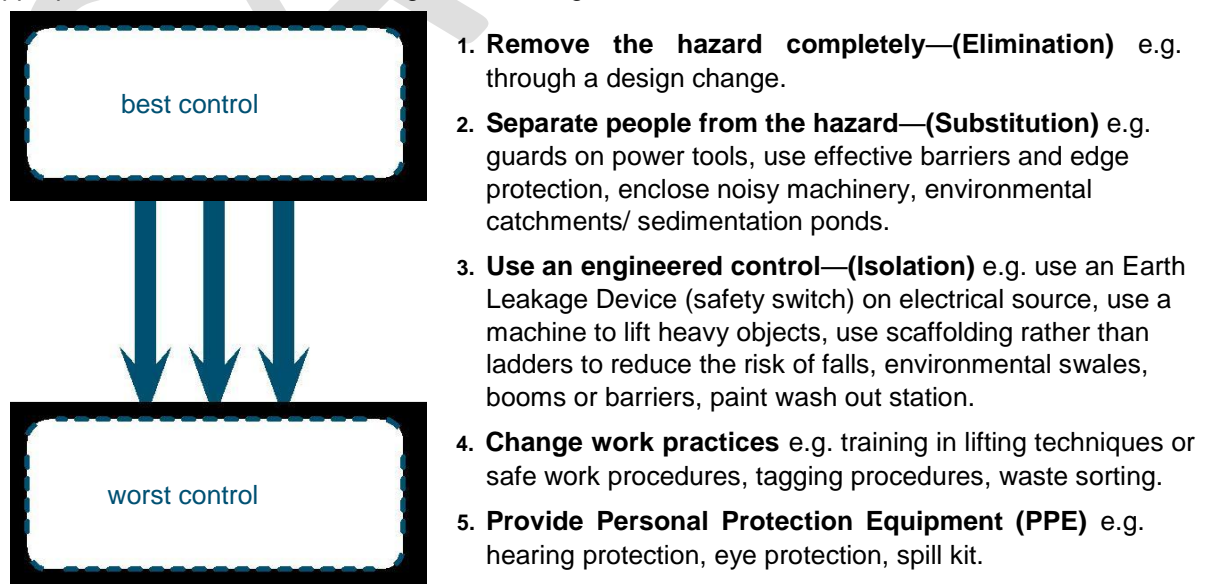 best control
worst control
1. Remove the hazard completely—(Elimination) e.g.
through a design change.
2. Separate people from the hazard—(Substitution) e.g.
guards on power tools, use effective barriers and edge
protection, enclose noisy machinery, environmental
catchments/ sedimentation ponds.
3. Use an engineered control—(Isolation) e.g. use an Earth
Leakage Device (safety switch) on electrical source, use a
machine to lift heavy objects, use scaffolding rather than
ladders to reduce the risk of falls, environmental swales,
booms or barriers, paint wash out station.
4. Change work practices e.g. training in lifting techniques or
safe work procedures, tagging procedures, waste sorting.
5. Provide Personal Protection Equipment (PPE) e.g.
hearing protection, eye protection, spill kit.